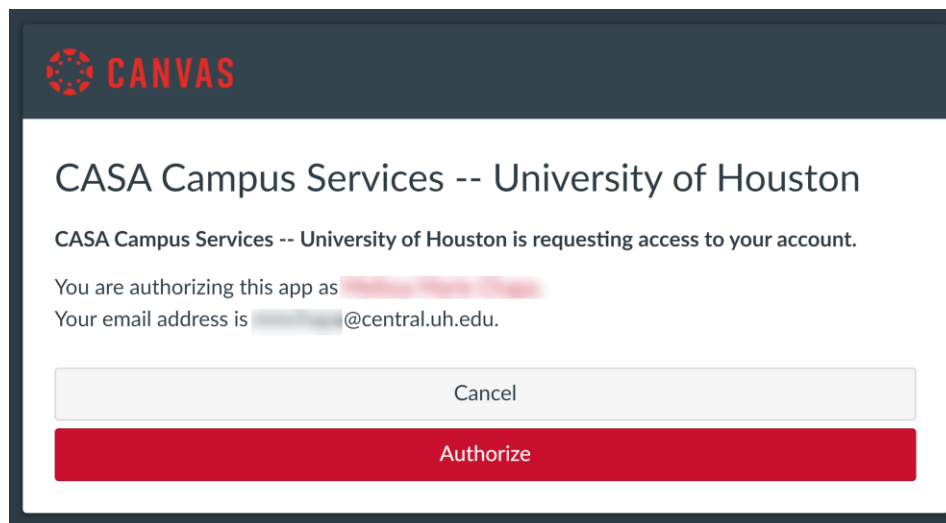 CANVAS
CASA Campus Services -- University of Houston
CASA Campus Services -- University of Houston is requesting access to your account.
You are authorizing this app as
Your email address is @central.uh.edu.
Cancel
Authorize